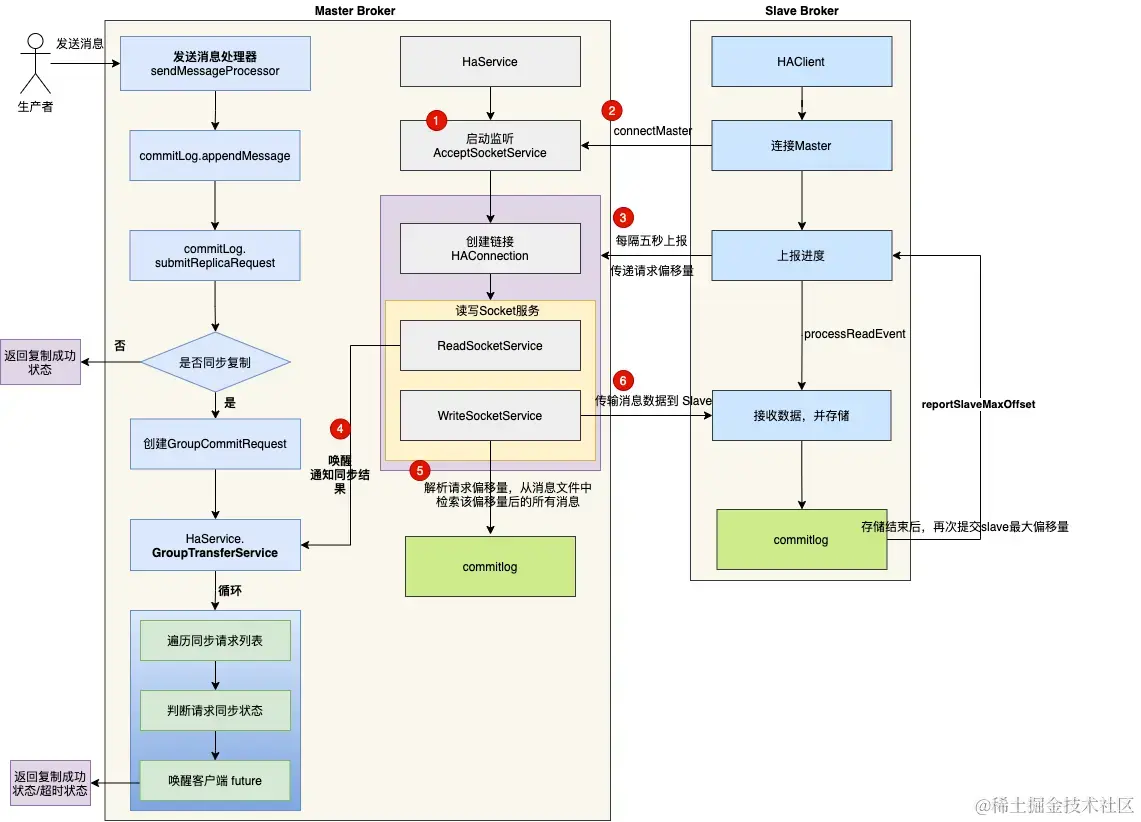 Master Broker
Slave Broker
发送消息
生产者
发送消息处理器
sendMessageProcessor
HaService
HAClient
1
启动监听
AcceptSocketService
2
connectMaster
连接Master
commitLog.appendMessage
3
每隔五秒上报
传递请求偏移量
创建链接
HAConnection
上报进度
commitLog.
submitReplicaRequest
读写Socket服务
ReadSocketService
processReadEvent
否
返回复制成功
状态
是否同步复制
是
6
传输消息数据到 Slave
WriteSocketService
接收数据，并存储
reportSlaveMaxOffset
创建GroupCommitRequest
4
唤醒
通知同步结
果
5
解析请求偏移量，从消息文件中
检索该偏移量后的所有消息
HaService.
GroupTransferService
commitlog
commitlog
存储结束后，再次提交slave最大偏移量
循环
遍历同步请求列表
判断请求同步状态
唤醒客户端 future
返回复制成功
状态/超时状态
@稀土掘金技术社区